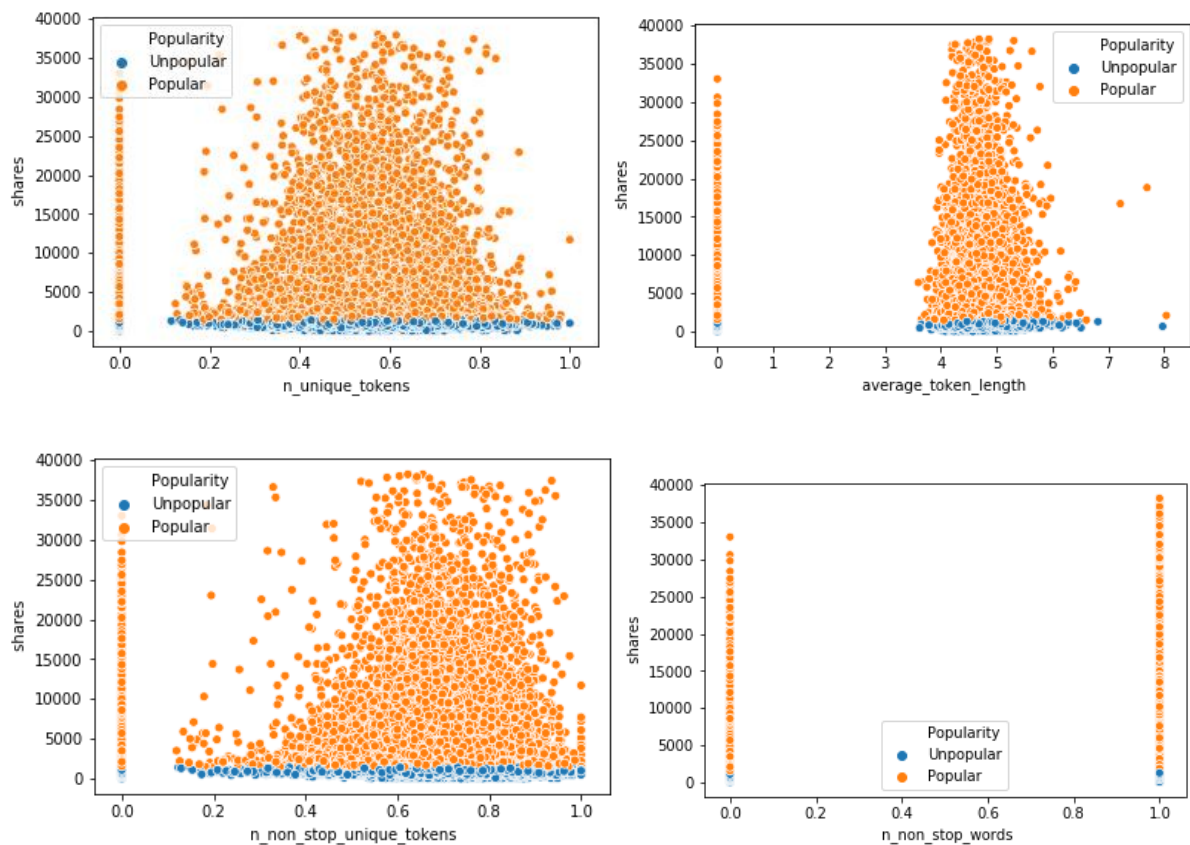 40000
35000
30000
25000
20000
15000
10000
5000
0
shares
Popularity
Unpopular
Popular
0.0 0.2 0.4 0.6 0.8 1.0
n_unique_tokens
40000
35000
30000
25000
20000
15000
10000
5000
0
shares
Popularity
Unpopular
Popular
0 1 2 3 4 5 6 7 8
average_token_length
40000
35000
30000
25000
20000
15000
10000
5000
0
shares
Popularity
Unpopular
Popular
0.0 0.2 0.4 0.6 0.8 1.0
n_non_stop_unique_tokens
40000
35000
30000
25000
20000
15000
10000
5000
0
shares
Popularity
Unpopular
Popular
0.0 0.2 0.4 0.6 0.8 1.0
n_non_stop_words